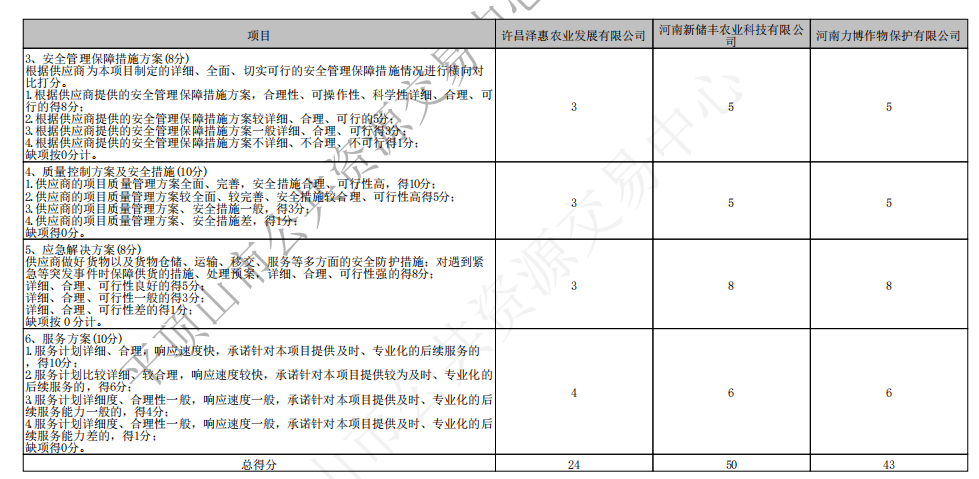 项目 许昌泽惠农业发展有限公司 河南新储丰农业科技有限公司 河南力博作物保护有限公司
3、安全管理保障措施方案(8分)
根据供应商为本项目制定的详细、全面、切实可行的安全管理保障措施情况进行横向对
比打分。
1.根据供应商提供的安全管理保障措施方案，合理性、可操作性、科学性详细、合理、可
行的得8分；
2.根据供应商提供的安全管理保障措施方案较详细、合理、可行的5分；
3.根据供应商提供的安全管理保障措施方案一般详细、合理、可行得3分；
4.根据供应商提供的安全管理保障措施方案不详细、不合理、不可行得1分；
缺项按0分计。
3 5 5
4、质量控制方案及安全措施(10分)
1.供应商的项目质量管理方案全面、完善，安全措施合理、可行性高，得10分；
2.供应商的项目质量管理方案较全面、较完善、安全措施较合理、可行性高得5分；
3.供应商的项目质量管理方案、安全措施一般，得3分；
4.供应商的项目质量管理方案、安全措施差，得1分。
缺项得0分。
3 5 5
5、应急解决方案(8分)
供应商做好货物以及货物仓储、运输、移交、服务等多方面的安全防护措施；对遇到紧
急等突发事件时保障供货的措施、处理预案，详细、合理、可行性强的得8分；
详细、合理、可行性良好的得5分；
详细、合理、可行性一般的得3分；
详细、合理、可行性差的得1分；
缺项按０分计。
3 8 8
6、服务方案(10分)
1.服务计划详细、合理，响应速度快，承诺针对本项目提供及时、专业化的后续服务的
，得10分；
2.服务计划比较详细、较合理，响应速度较快，承诺针对本项目提供较为及时、专业化的
后续服务的，得6分；
3.服务计划详细度、合理性一般，响应速度一般，承诺针对本项目提供及时、专业化的后
续服务能力一般的，得4分；
4.服务计划详细度、合理性一般，响应速度一般，承诺针对本项目提供及时、专业化的后
续服务能力差的，得1分；
缺项得0分。
4 6 6
总得分 24 50 43
平顶山市公共资源交易中心
山市公共资源交易中心